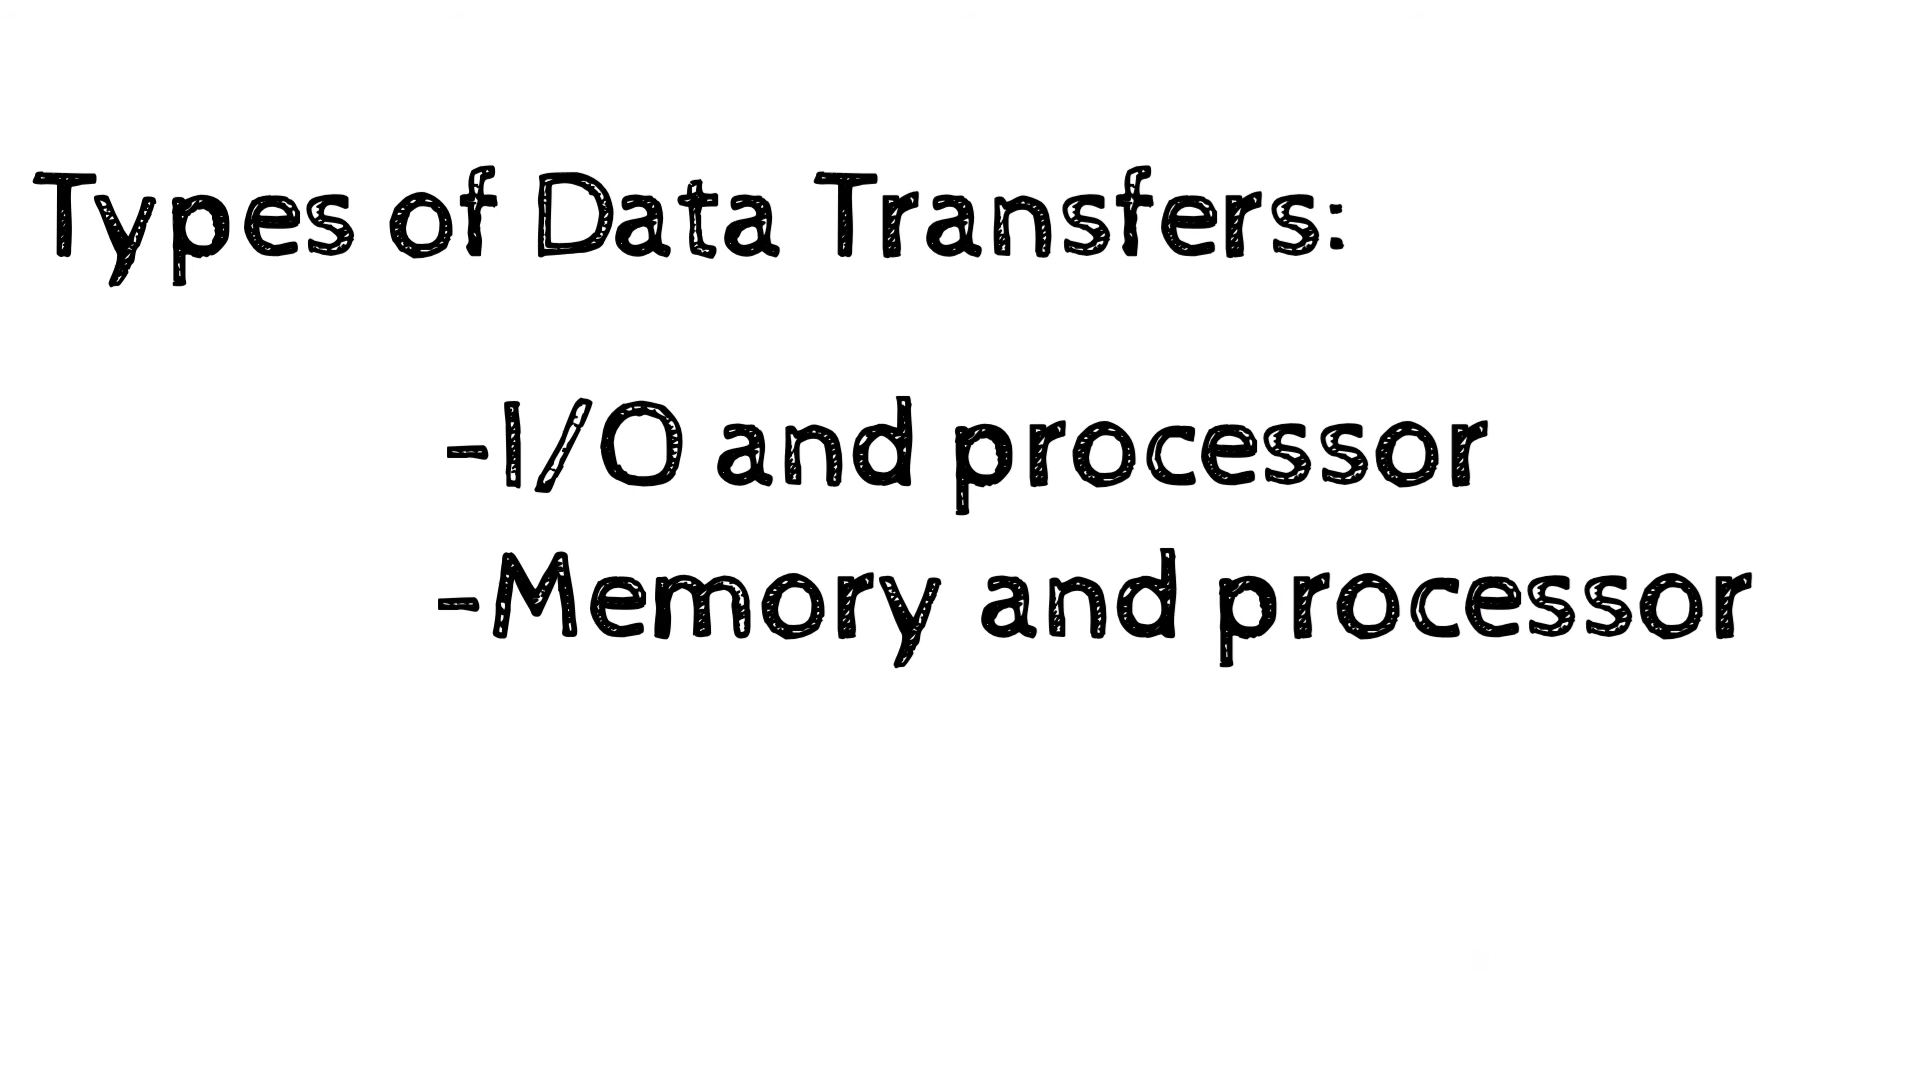 Types of Data Transfers:
-I/O and processor
-Memory and processor